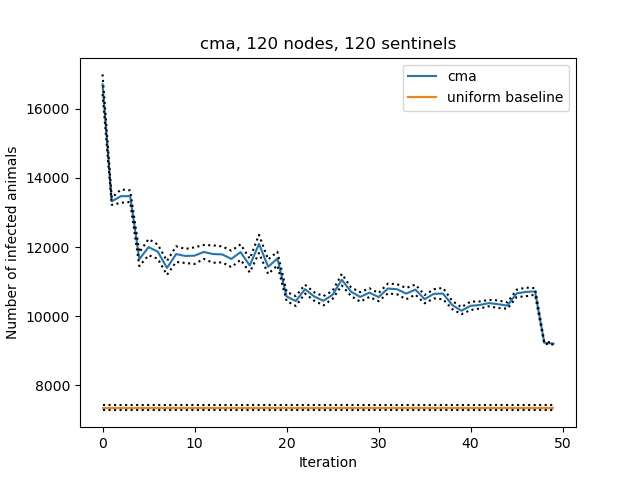 cma, 120 nodes, 120 sentinels
cma
uniform baseline
Number of infected animals
16000
14000
12000
10000
8000
0 10 20 30 40 50
Iteration